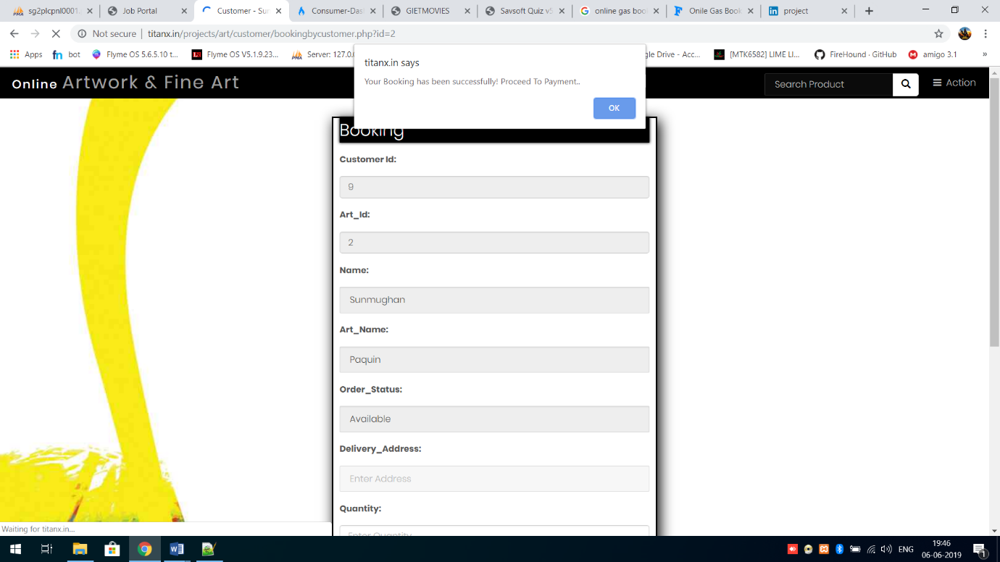 sg2plcpnl0001.
Job Portal
Customer - Sun
Consumer-Das
GIETMOVIES
Savsoft Quiz v5
online gas book
Onile Gas Book
project
Not secure | titanx.in/projects/art/customer/bookingbycustomer.php?id=2
Apps
bot
Flyme OS 5.6.5.10 t...
Flyme OS V5.1.9.23...
Server: 127.0.
gle Drive - Acc...
[MTK6582] LIME LI...
FireHound · GitHub
amigo 3.1
»
titanx.in says
Your Booking has been successfully! Proceed To Payment..
OK
Online Artwork & Fine Art
Search Product
Action
Booking
Customer Id:
9
Art_Id:
2
Name:
Sunmughan
Art_Name:
Paquin
Order_Status:
Available
Delivery_Address:
Enter Address
Quantity:
Enter Quantity
Waiting for titanx.in...
ENG
19:46
06-06-2019
1